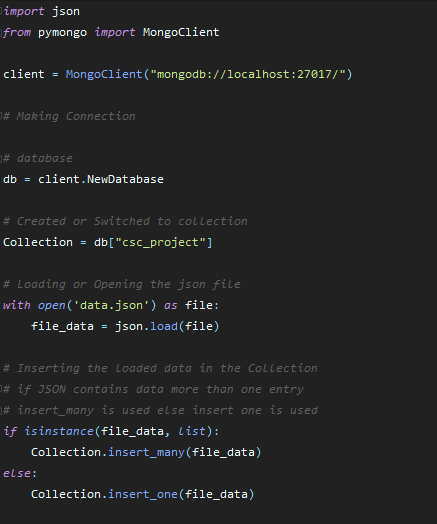 import json
from pymongo import MongoClient
client = MongoClient("mongodb://localhost:27017/")
# Making Connection
# database
db = client.NewDatabase
# Created or Switched to collection
Collection = db["csc_project"]
# Loading or Opening the json file
with open('data.json') as file:
    file_data = json.load(file)
# Inserting the loaded data in the Collection
# if JSON contains data more than one entry
# insert_many is used else insert one is used
if isinstance(file_data, list):
    Collection.insert_many(file_data)
else:
    Collection.insert_one(file_data)